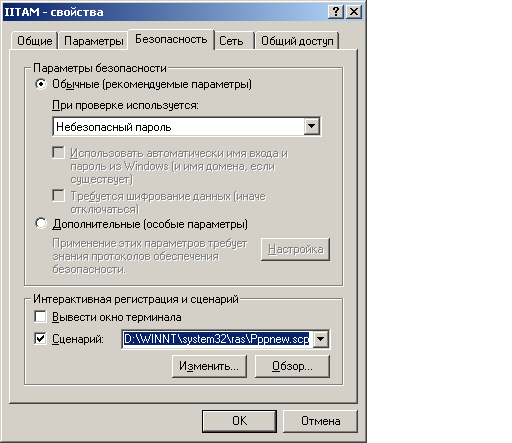 IITAM - свойства
Общие Параметры Безопасность Сеть Общий доступ
Параметры безопасности
Обычные (рекомендуемые параметры)
При проверке используется:
Небезопасный пароль
Использовать автоматически имя входа и
пароль из Windows (и имя домена, если
существует)
Требуется шифрование данных (иначе
отключаться)
Дополнительные (особые параметры)
Применение этих параметров требует
знания протоколов обеспечения
безопасности.
Настройка
Интерактивная регистрация и сценарий
Вывести окно терминала
Сценарий: D:\WINNT\system32\ras\Pppnew.scp
Изменить... Обзор...
OK Отмена